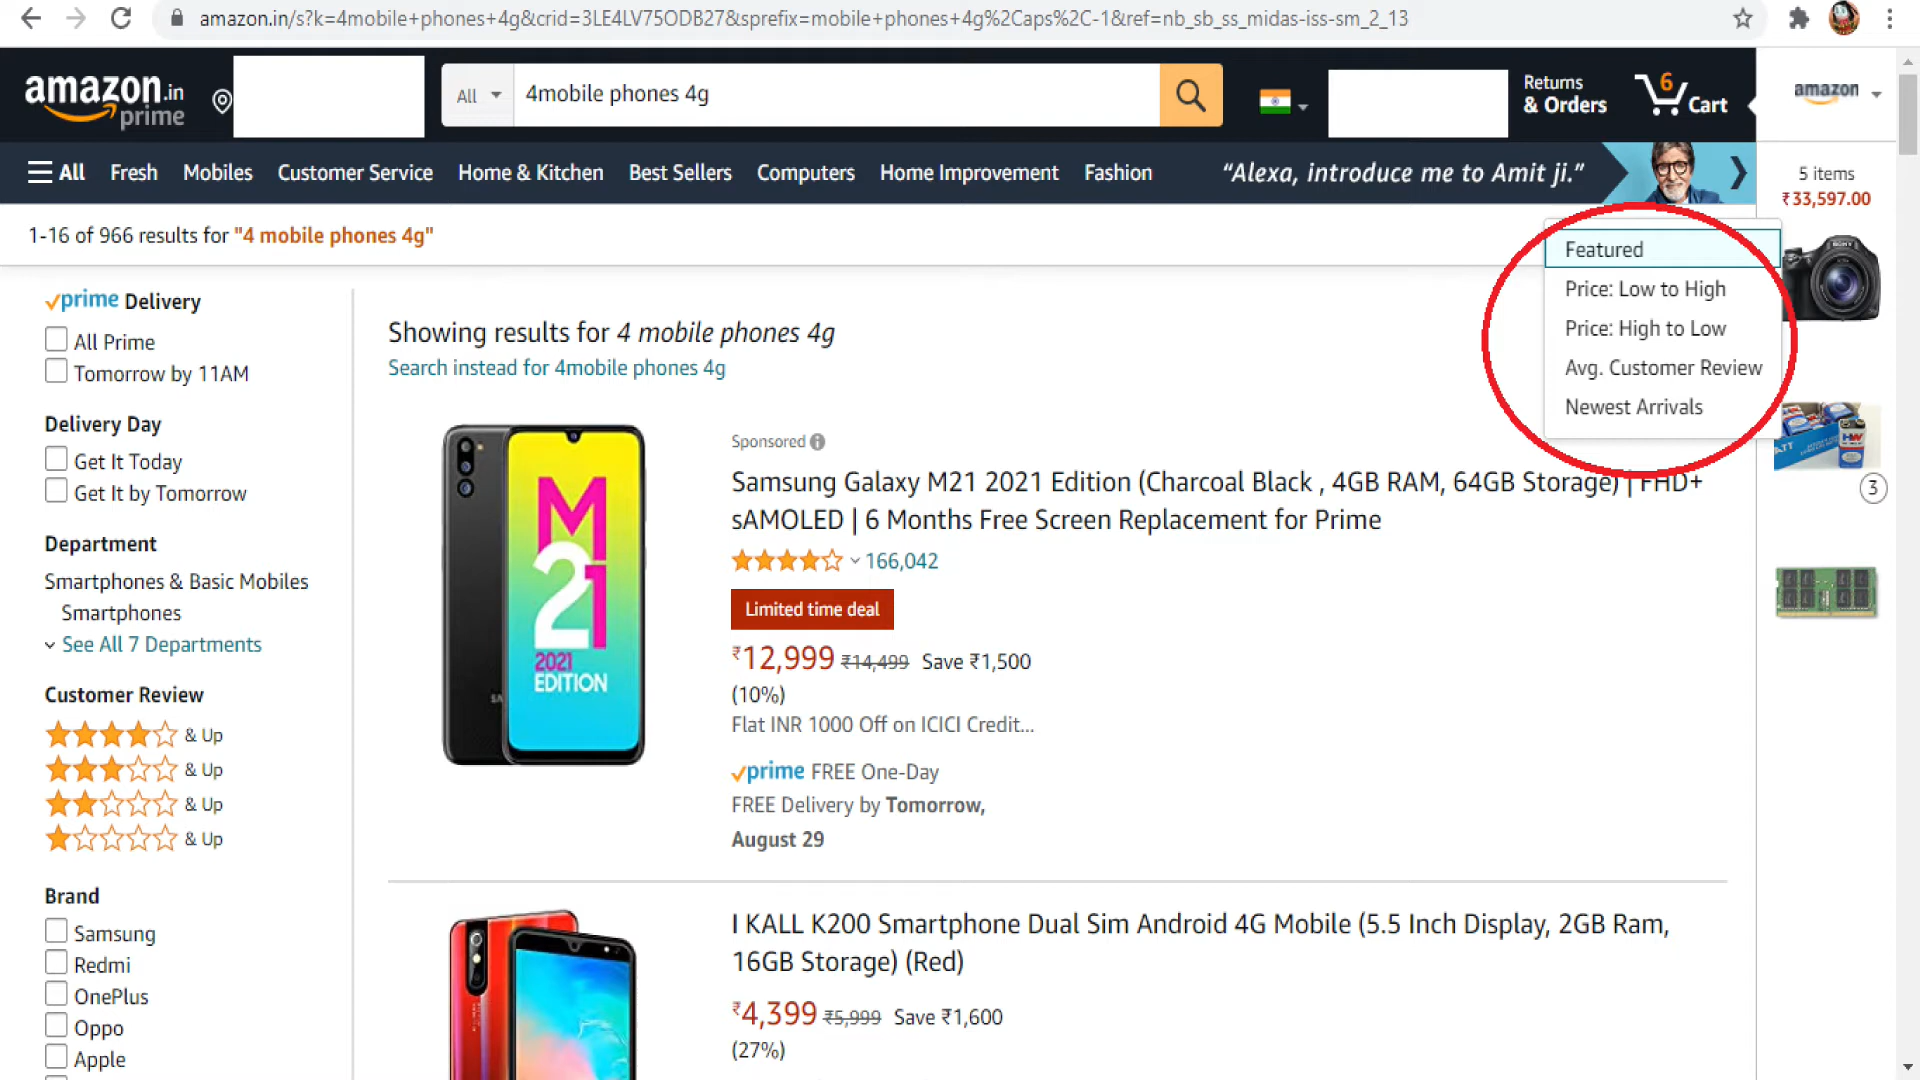 amazon.in/s?k=4mobile+phones+4g&crid=3LE4LV75ODB27&sprefix=mobile+phones+4g%2Caps%2C-1&ref=nb_sb_ss_midas-iss-sm_2_13
amazon.in
prime
All
4mobile phones 4g
Returns
& Orders
6
Cart
amazon
All
Fresh
Mobiles
Customer Service
Home & Kitchen
Best Sellers
Computers
Home Improvement
Fashion
“Alexa, introduce me to Amit ji.”
5 items
₹33,597.00
1-16 of 966 results for "4 mobile phones 4g"
Featured
Price: Low to High
Price: High to Low
Avg. Customer Review
Newest Arrivals
3
prime Delivery
All Prime
Tomorrow by 11AM
Delivery Day
Get It Today
Get It by Tomorrow
Department
Smartphones & Basic Mobiles
Smartphones
See All 7 Departments
Customer Review
& Up
& Up
& Up
& Up
Brand
Samsung
Redmi
OnePlus
Oppo
Apple
Showing results for 4 mobile phones 4g
Search instead for 4mobile phones 4g
M
21
2021
EDITION
Sponsored
Samsung Galaxy M21 2021 Edition (Charcoal Black , 4GB RAM, 64GB Storage) | FHD+
sAMOLED | 6 Months Free Screen Replacement for Prime
166,042
Limited time deal
₹12,999 ₹14,499 Save ₹1,500
(10%)
Flat INR 1000 Off on ICICI Credit...
prime FREE One-Day
FREE Delivery by Tomorrow,
August 29
I KALL K200 Smartphone Dual Sim Android 4G Mobile (5.5 Inch Display, 2GB Ram,
16GB Storage) (Red)
₹4,399 ₹5,999 Save ₹1,600
(27%)